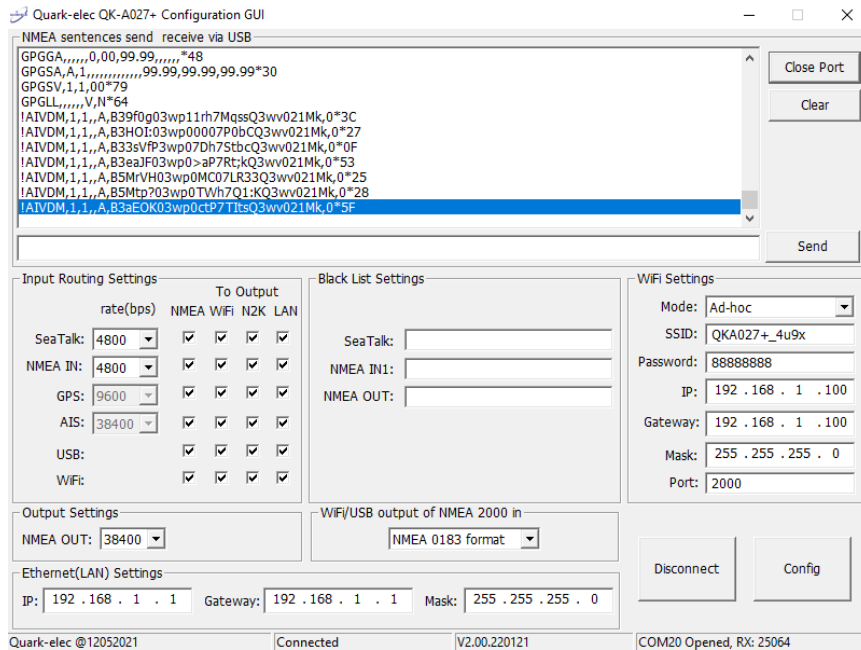 Quark-elec QK-A027+ Configuration GUI
NMEA sentences send receive via USB
GPGGA,,,,,,0,00,99.99,,,,,,*48
GPGSA,A,1,,,,,,,,,,,,,99.99,99.99,99.99*30
GPGSV,1,1,00*79
GPGLL,,,,,,V,N*64
!AIVDM,1,1,,A,B39f0g03wp11rh7MqssQ3wv021Mk,0*3C
!AIVDM,1,1,,A,B3HOI:03wp00007P0bCQ3wv021Mk,0*27
!AIVDM,1,1,,A,B33sVfP3wp07Dh7StbcQ3wv021Mk,0*0F
!AIVDM,1,1,,A,B3eaJF03wp0>aP7Rt;kQ3wv021Mk,0*53
!AIVDM,1,1,,A,B5MrVH03wp0MC07LR33Q3wv021Mk,0*25
!AIVDM,1,1,,A,B5Mtp?03wp0TWh7Q1:KQ3wv021Mk,0*28
!AIVDM,1,1,,A,B3aEOK03wp0ctP7TItsQ3wv021Mk,0*5F
Close Port
Clear
Send
Input Routing Settings
To Output
rate(bps) NMEA WiFi N2K LAN
SeaTalk: 4800
NMEA IN: 4800
GPS: 9600
AIS: 38400
USB:
WiFi:
Black List Settings
SeaTalk:
NMEA IN1:
NMEA OUT:
WiFi Settings
Mode: Ad-hoc
SSID: QKA027+_4u9x
Password: 88888888
IP: 192 . 168 . 1 . 100
Gateway: 192 . 168 . 1 . 100
Mask: 255 . 255 . 255 . 0
Port: 2000
Output Settings
NMEA OUT: 38400
WiFi/USB output of NMEA 2000 in
NMEA 0183 format
Ethernet(LAN) Settings
IP: 192 . 168 . 1 . 1 Gateway: 192 . 168 . 1 . 1 Mask: 255 . 255 . 255 . 0
Disconnect
Config
Quark-elec @12052021 Connected V2.00.220121 COM20 Opened, RX: 25064